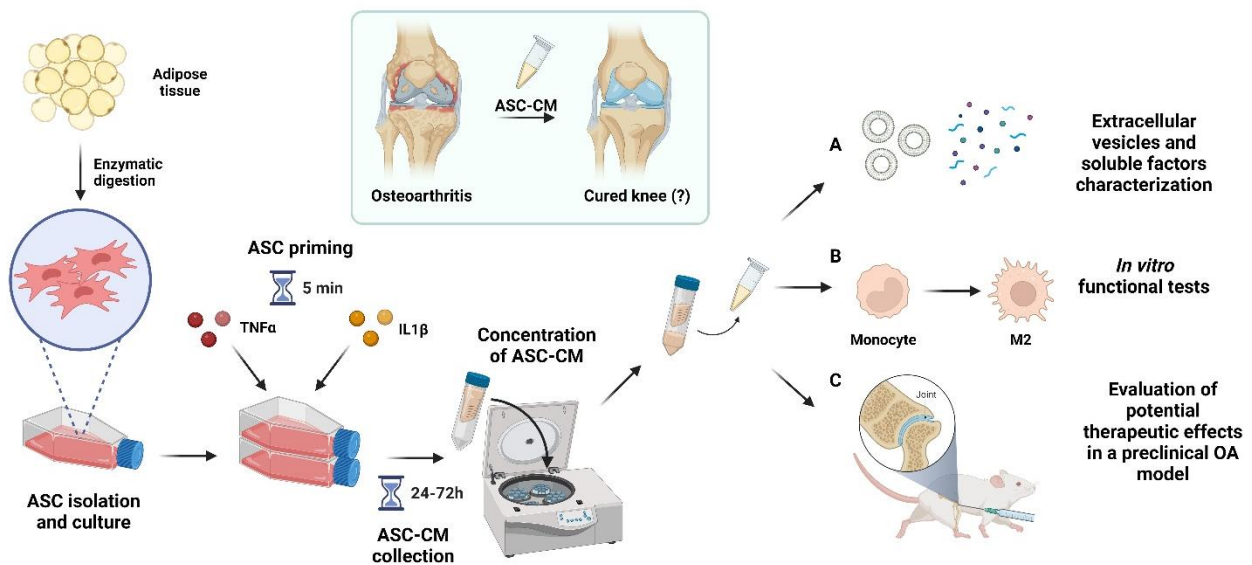 Adipose
tissue
Enzymatic
digestion
ASC isolation
and culture
ASC priming
5 min
TNFα
IL1β
24-72h
ASC-CM
collection
Concentration
of ASC-CM
ASC-CM
Osteoarthritis
Cured knee (?)
A
Extracellular
vesicles and
soluble factors
characterization
B
Monocyte
M2
In vitro
functional tests
C
Joint
Evaluation of
potential
therapeutic effects
in a preclinical OA
model